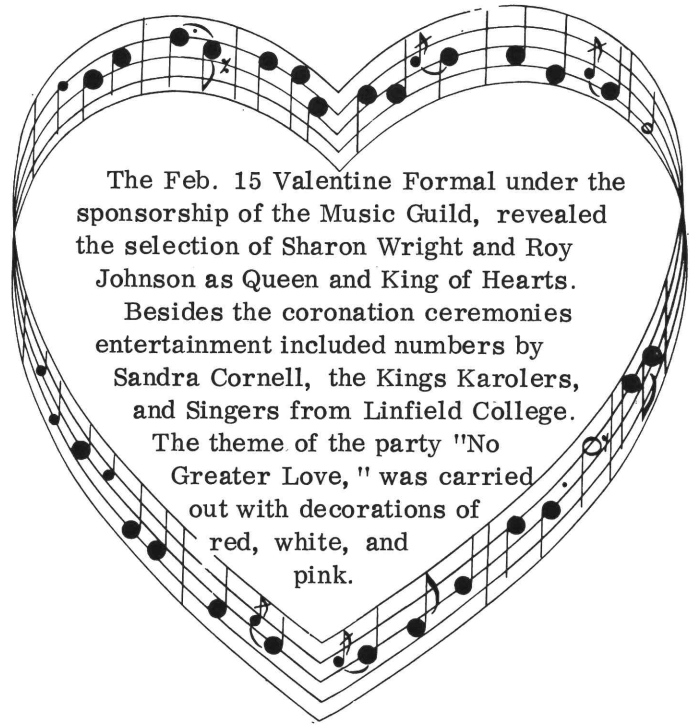 The Feb. 15 Valentine Formal under the
sponsorship of the Music Guild, revealed
the selection of Sharon Wright and Roy
Johnson as Queen and King of Hearts.
Besides the coronation ceremonies
entertainment included numbers by
Sandra Cornell, the Kings Karolers,
and Singers from Linfield College.
The theme of the party "No
Greater Love, " was carried
out with decorations of
red, white, and
pink.